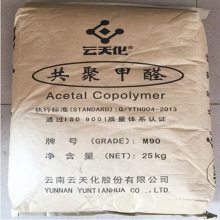 云天化
共聚甲醛
Acetal Copolymer
执行标准(STANDARD):Q/YTH004-2013
通过ISO 9001质量体系认证
牌 号 (GRADE): M90
净含量 (NET): 25kg
云南云天化股份有限公司
YUNNAN YUNTIANHUA CO.,LTD.